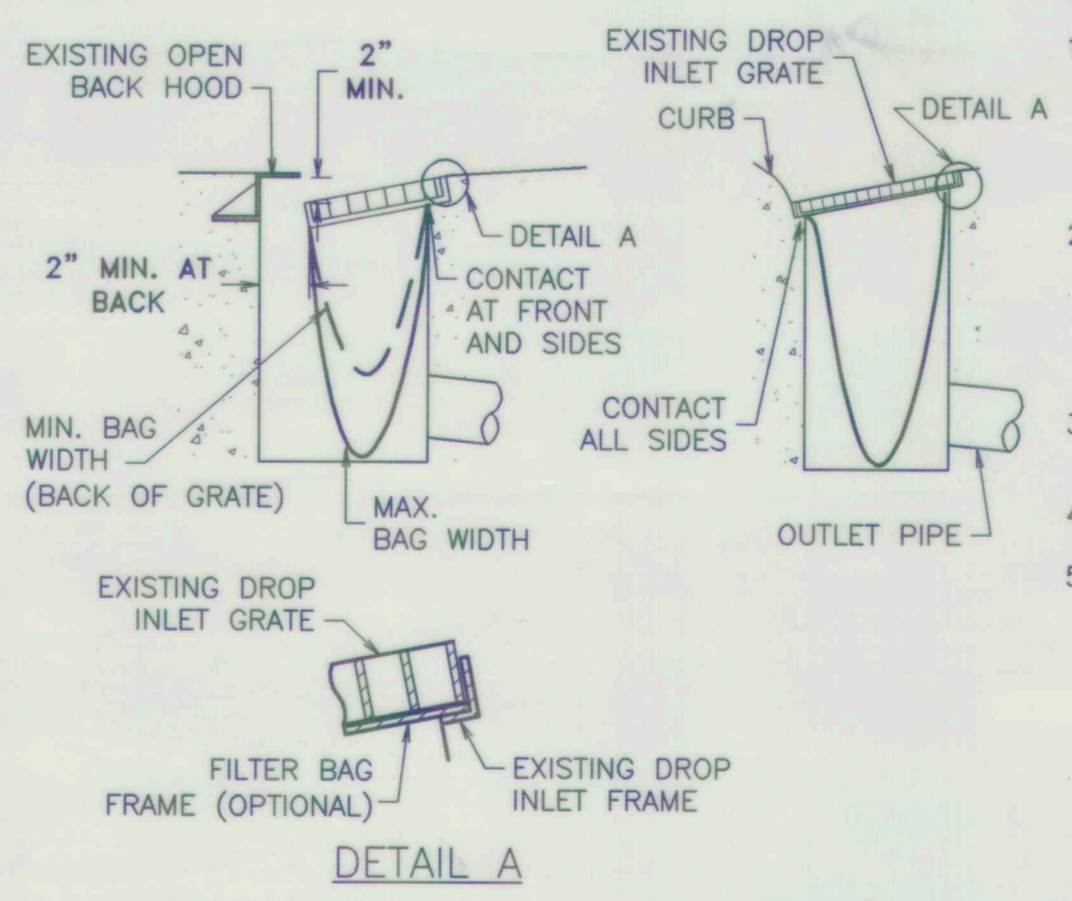 EXISTING OPEN
BACK HOOD
2"
MIN.
2" MIN. AT
BACK
DETAIL A
CONTACT
AT FRONT
AND SIDES
MIN. BAG
WIDTH
(BACK OF GRATE)
MAX.
BAG WIDTH
EXISTING DROP
INLET GRATE
CURB
DETAIL A
CONTACT
ALL SIDES
OUTLET PIPE
EXISTING DROP
INLET GRATE
FILTER BAG
FRAME (OPTIONAL)
EXISTING DROP
INLET FRAME
DETAIL A